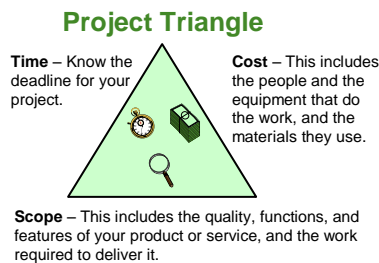 Project Triangle
Time – Know the
deadline for your
project.
Cost – This includes
the people and the
equipment that do
the work, and the
materials they use.
Scope – This includes the quality, functions, and
features of your product or service, and the work
required to deliver it.